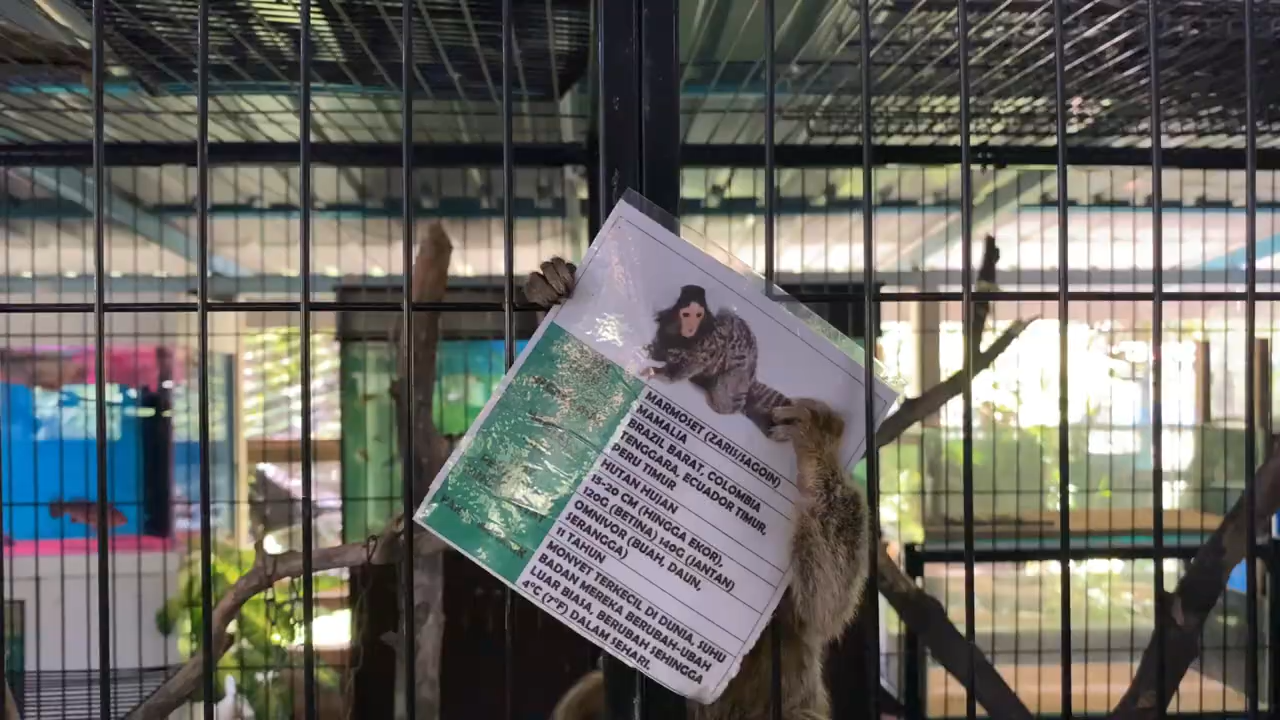 MARMOSET (ZARIS/SAGOIN)
MAMALIA
BRAZIL BARAT, COLOMBIA
TENGGARA, ECUADOR TIMUR,
PERU TIMUR
HUTAN HUJAN
15-20 CM (HINGGA EKOR),
120G (BETINA) 140G (JANTAN)
OMNIVOR (BUAH, DAUN,
SERANGGA)
11 TAHUN
MONYET TERKECIL DI DUNIA. SUHU
BADAN MEREKA BERUBAH-UBAH
LUAR BIASA, BERUBAH SEHINGGA
4°C (7°F) DALAM SEHARI.